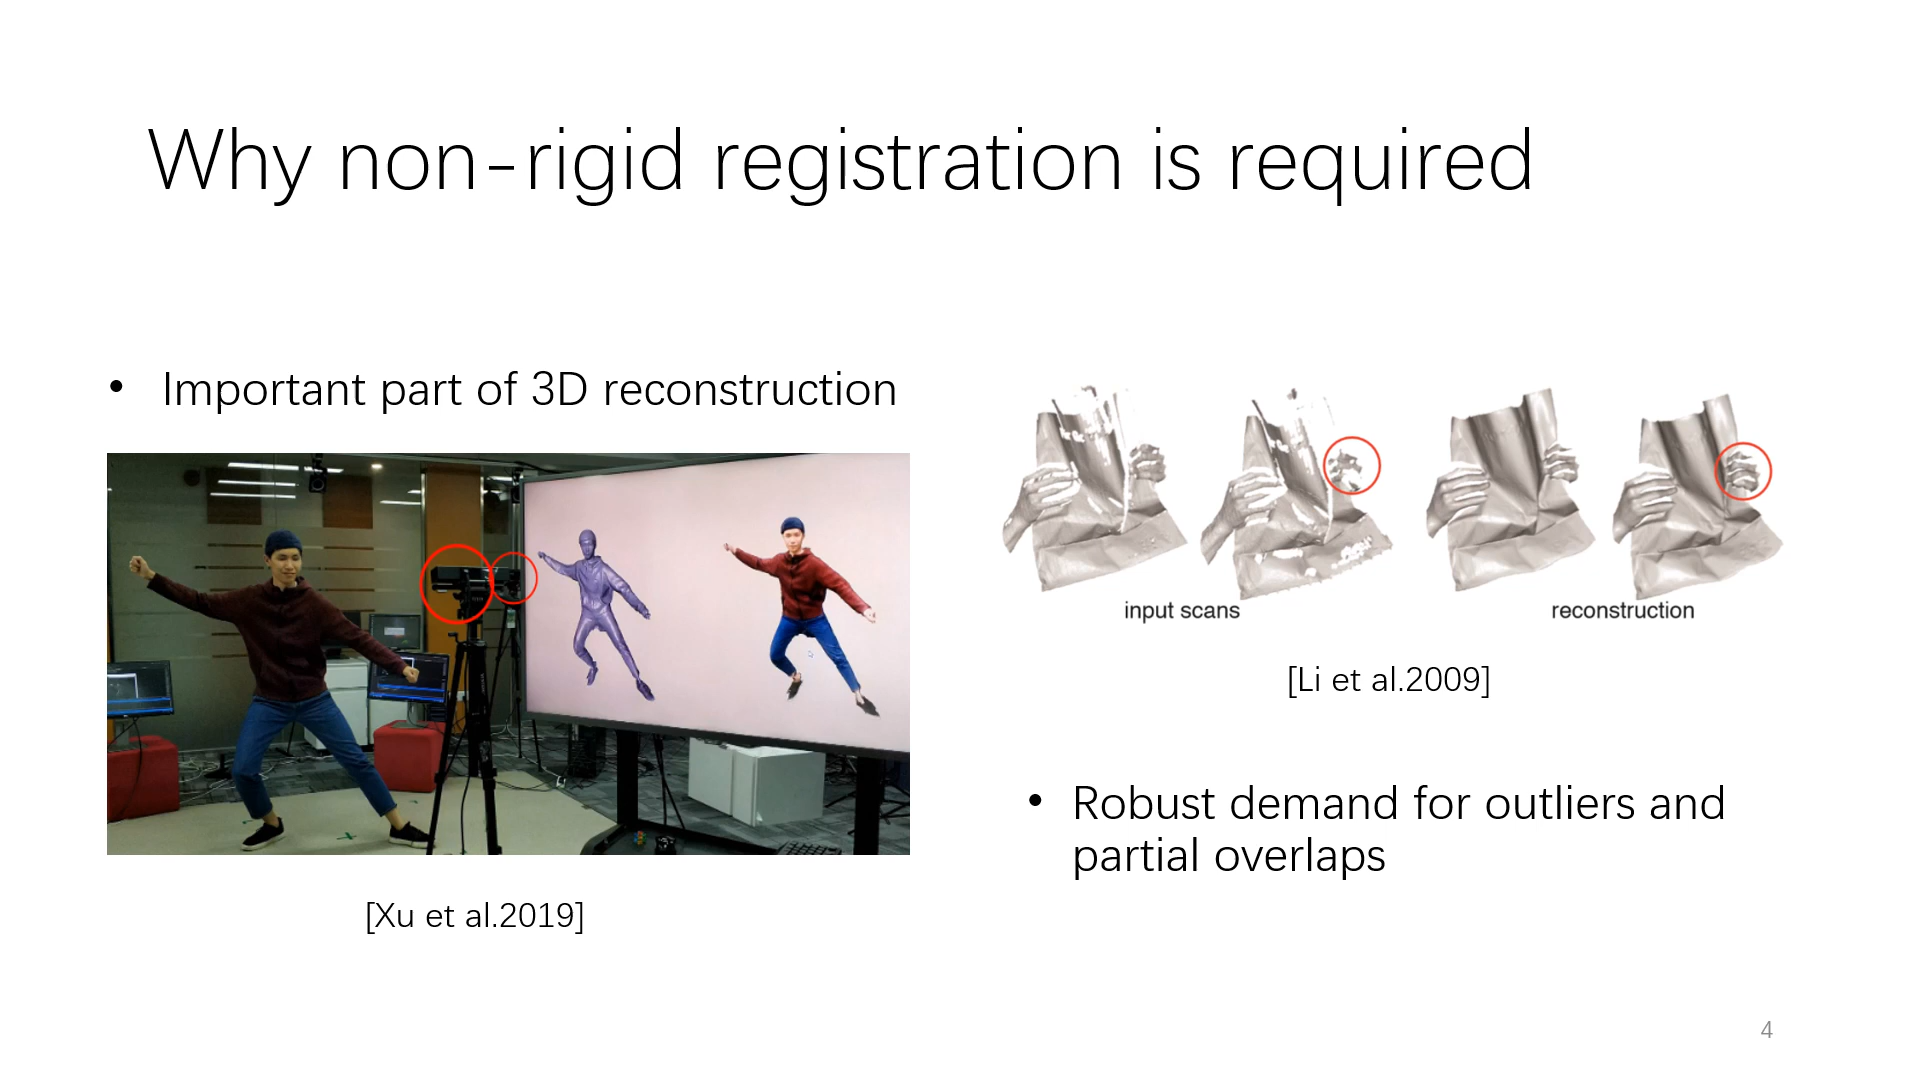 Why non-rigid registration is required
• Important part of 3D reconstruction
[Xu et al.2019]
input scans
reconstruction
[Li et al.2009]
• Robust demand for outliers and
partial overlaps
4